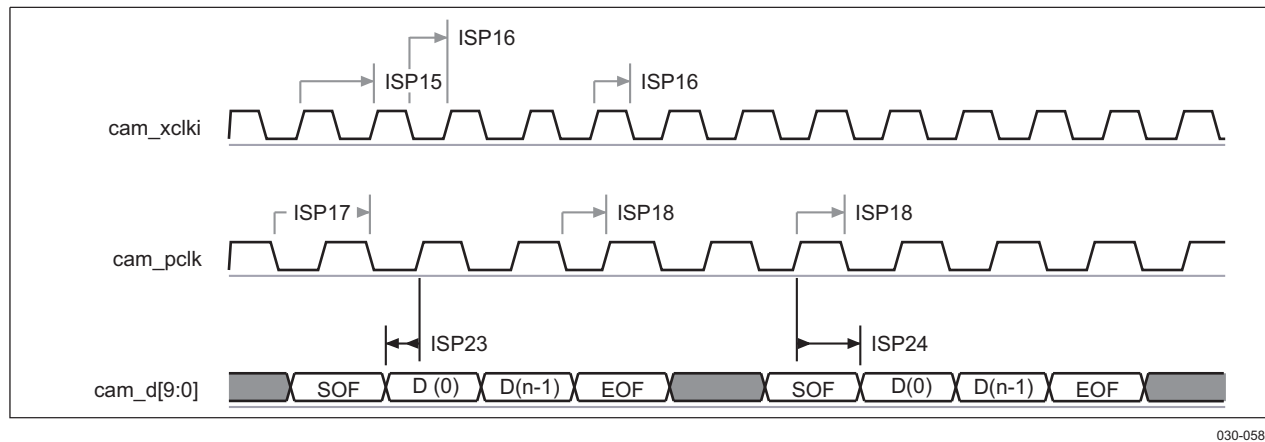 ISP16
ISP15 ISP16
cam_xclki
ISP17 ISP18 ISP18
cam_pclk
ISP23 ISP24
cam_d[9:0] SOF D (0) D(n-1) EOF SOF D(0) D(n-1) EOF
030-058